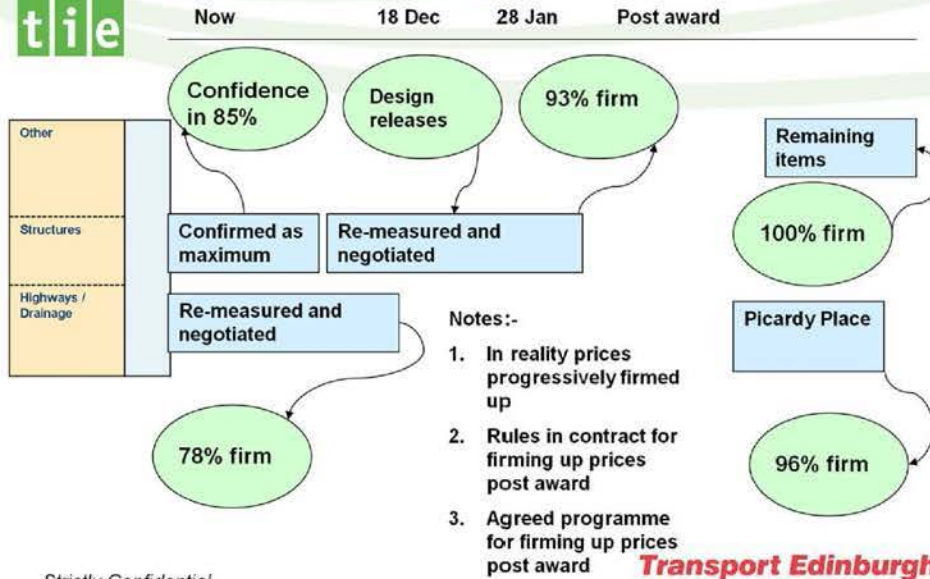 tie
Now 18 Dec 28 Jan Post award
Confidence
in 85%
Design
releases
93% firm
Other
Remaining
items
Structures
Confirmed as
maximum
Re-measured and
negotiated
100% firm
Highways /
Drainage
Re-measured and
negotiated
Picardy Place
Notes:-
1. In reality prices
progressively firmed
up
2. Rules in contract for
firming up prices
post award
3. Agreed programme
for firming up prices
post award
78% firm
96% firm
Strictly Confidential
Transport Edinburgh